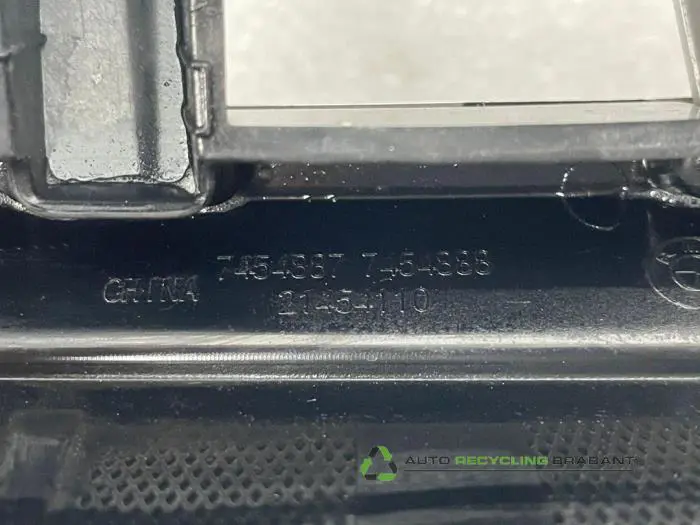 7454887 7454888
CHINA
21454110
AUTO RECYCLING BRABANT